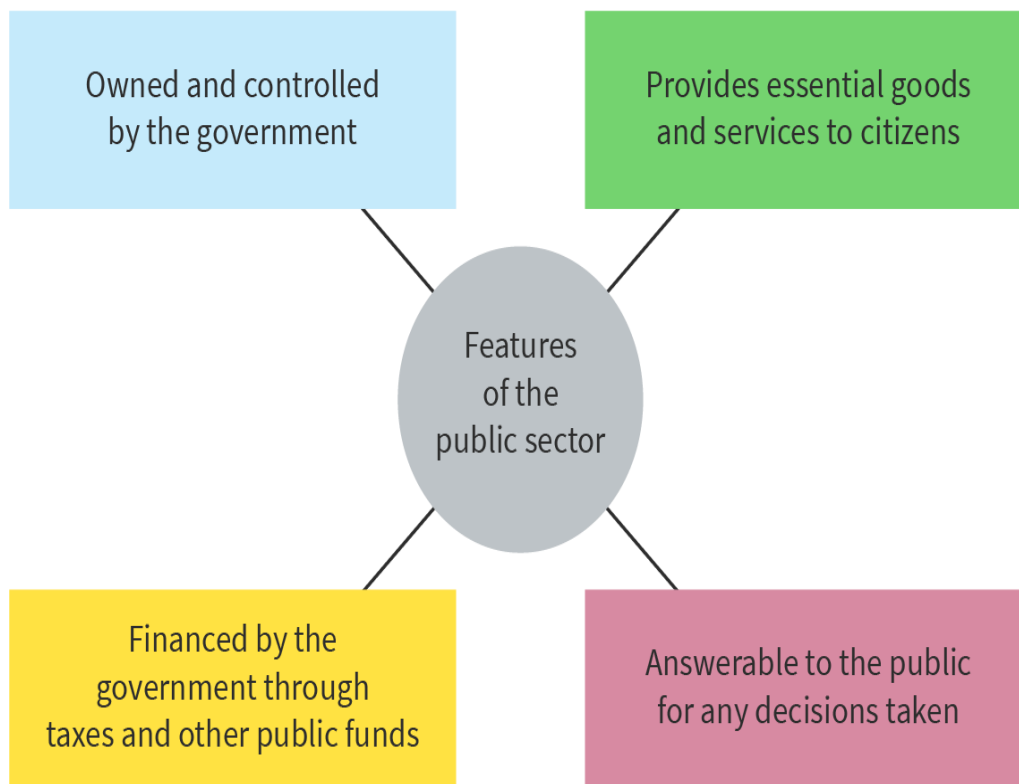 Owned and controlled
by the government
Provides essential goods
and services to citizens
Features
of the
public sector
Financed by the
government through
taxes and other public funds
Answerable to the public
for any decisions taken